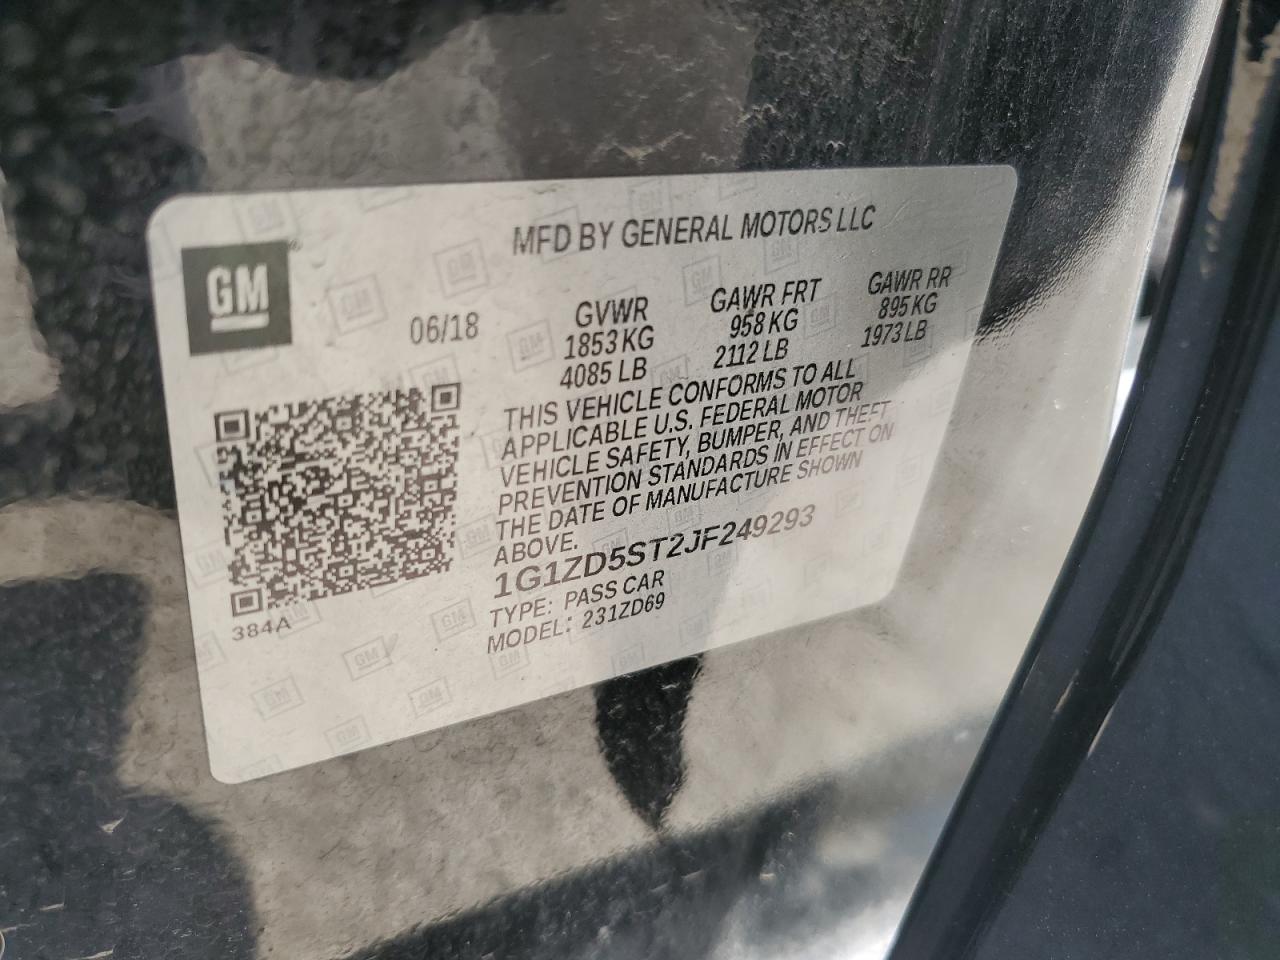 MFD BY GENERAL MOTORS LLC
GM
06/18
GVWR GAWR FRT GAWR RR
1853 KG 958 KG 895 KG
4085 LB 2112 LB 1973 LB
THIS VEHICLE CONFORMS TO ALL
APPLICABLE U.S. FEDERAL MOTOR
VEHICLE SAFETY, BUMPER, AND THEFT
PREVENTION STANDARDS IN EFFECT ON
THE DATE OF MANUFACTURE SHOWN
ABOVE.
1G1ZD5ST2JF249293
TYPE: PASS CAR
MODEL: 231ZD69
384A